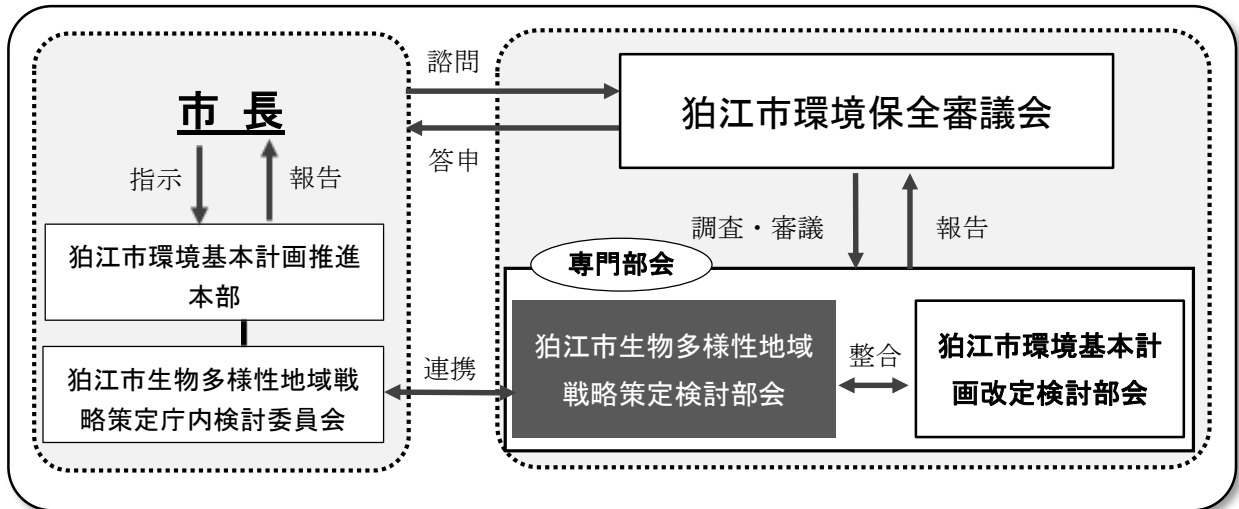 諮問
狛江市環境保全審議会
市 長
答申
指示
報告
調査・審議
報告
狛江市環境基本計画推進
本部
専門部会
狛江市生物多様性地域戦
略策定庁内検討委員会
連携
狛江市生物多様性地域
戦略策定検討部会
整合
狛江市環境基本計
画改定検討部会